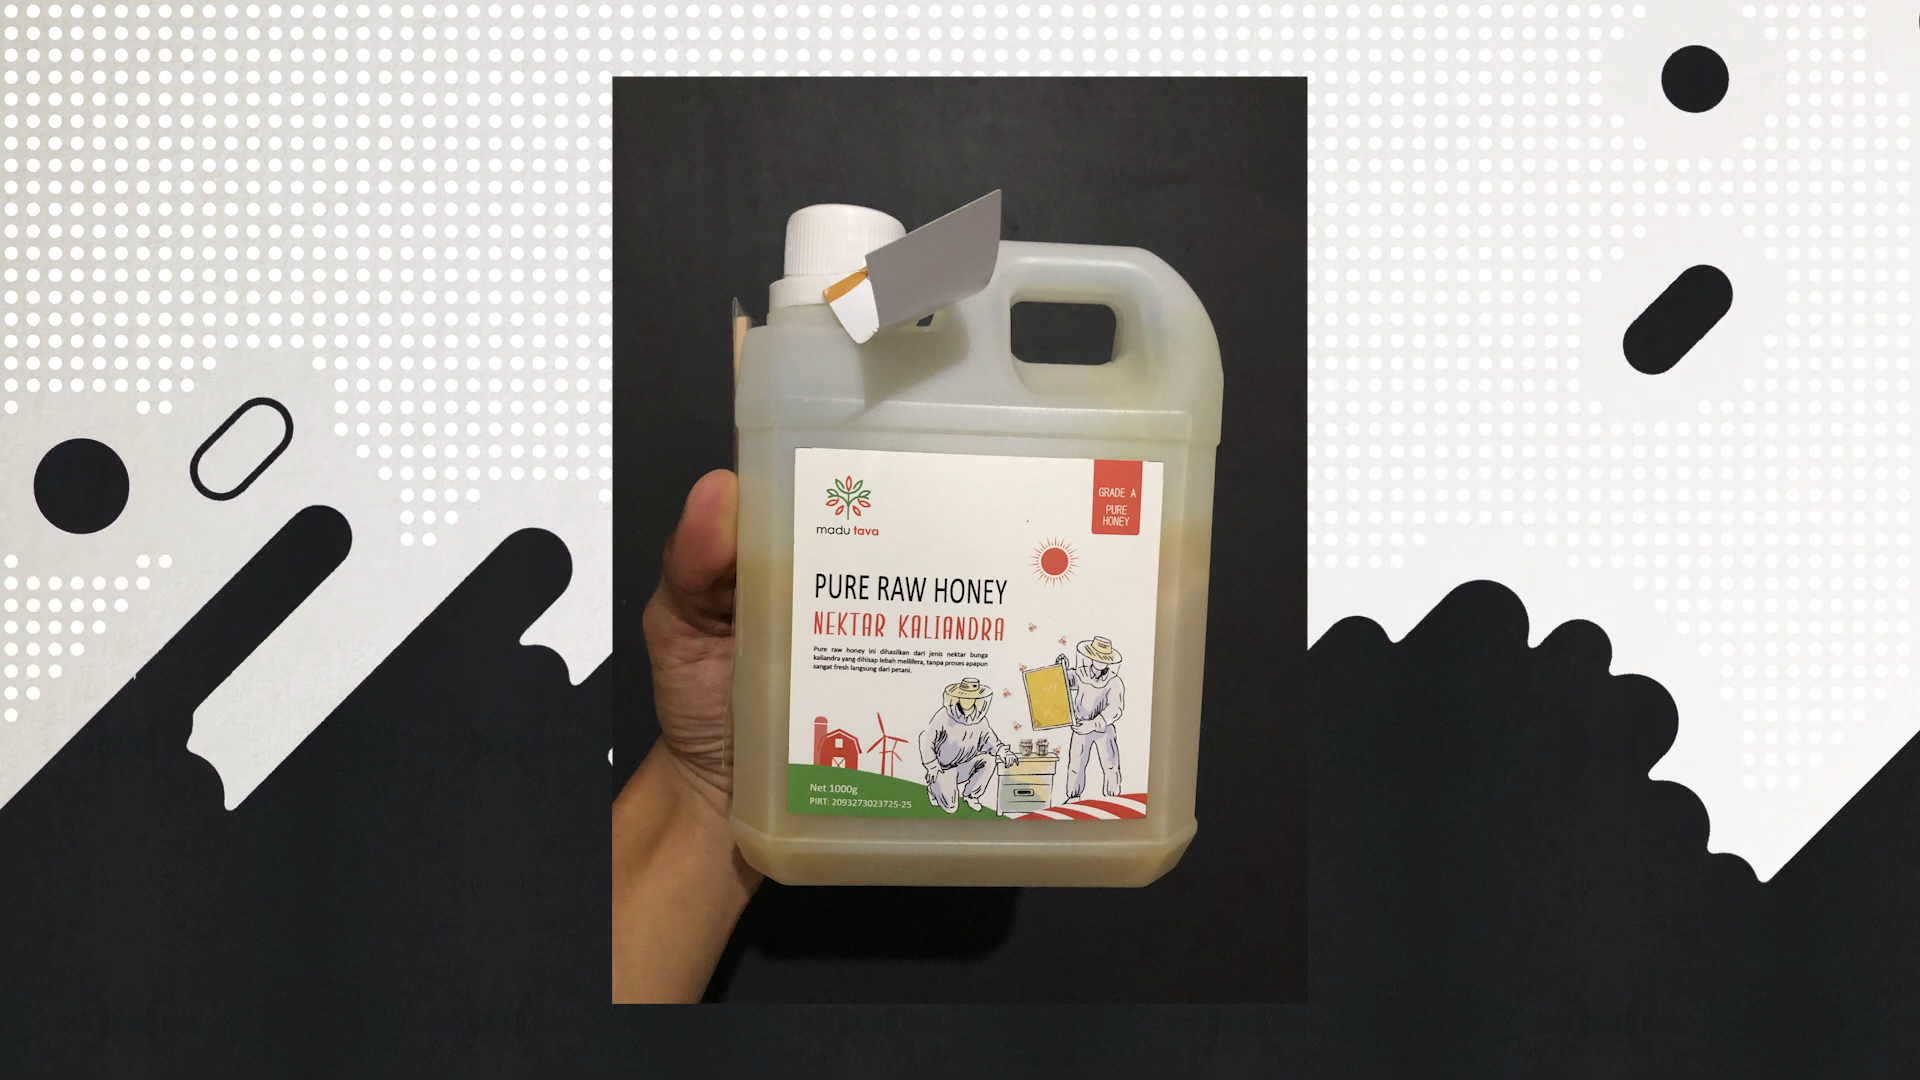 madu tava
GRADE A
PURE
HONEY
PURE RAW HONEY
NEKTAR KALIANDRA
Pure raw honey ini dihasilkan dari jenis nektar bunga
kaliandra yang dihisap lebah mellifera, tanpa proses apapun
sangat fresh langsung dari petani.
Net 1000g
PIRT: 2093273023725-25